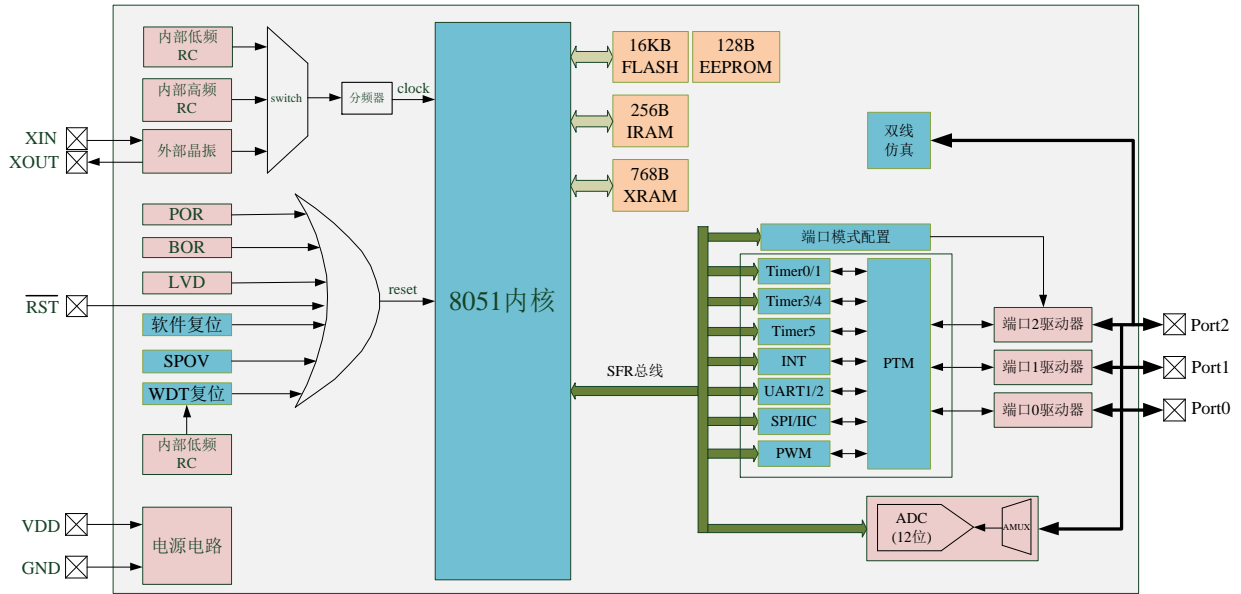 内部低频
RC
内部高频
RC
外部晶振
XIN
XOUT
switch
分频器
clock
POR
BOR
LVD
RST
软件复位
SPOV
WDT复位
内部低频
RC
reset
VDD
GND
电源电路
8051内核
16KB
FLASH
128B
EEPROM
256B
IRAM
768B
XRAM
双线
仿真
SFR总线
端口模式配置
Timer0/1
Timer3/4
Timer5
INT
UART1/2
SPI/IIC
PWM
PTM
端口2驱动器
端口1驱动器
端口0驱动器
Port2
Port1
Port0
ADC
(12位)
AMUX